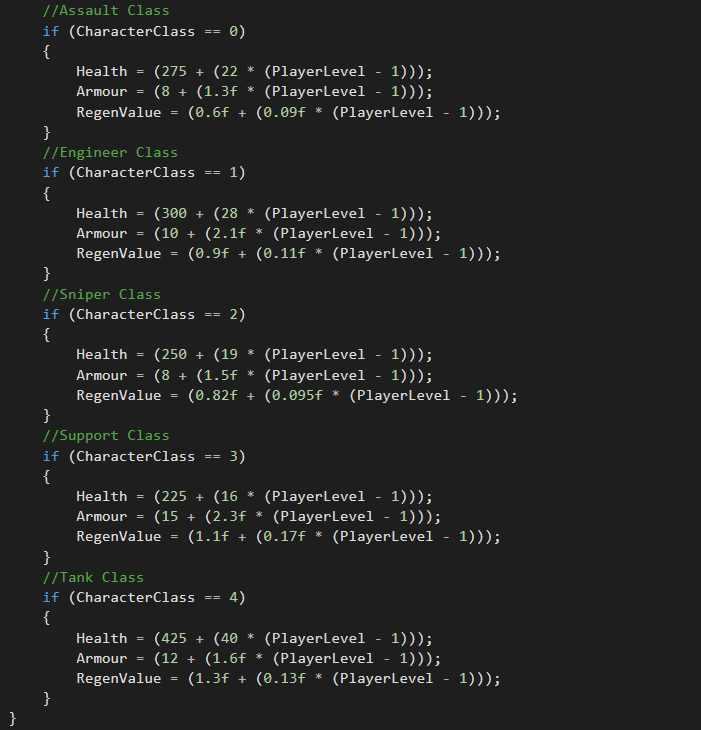 //Assault Class
if (CharacterClass == 0)
{
Health = (275 + (22 * (PlayerLevel - 1)));
Armour = (8 + (1.3f * (PlayerLevel - 1)));
RegenValue = (0.6f + (0.09f * (PlayerLevel - 1)));
}
//Engineer Class
if (CharacterClass == 1)
{
Health = (300 + (28 * (PlayerLevel - 1)));
Armour = (10 + (2.1f * (PlayerLevel - 1)));
RegenValue = (0.9f + (0.11f * (PlayerLevel - 1)));
}
//Sniper Class
if (CharacterClass == 2)
{
Health = (250 + (19 * (PlayerLevel - 1)));
Armour = (8 + (1.5f * (PlayerLevel - 1)));
RegenValue = (0.82f + (0.095f * (PlayerLevel - 1)));
}
//Support Class
if (CharacterClass == 3)
{
Health = (225 + (16 * (PlayerLevel - 1)));
Armour = (15 + (2.3f * (PlayerLevel - 1)));
RegenValue = (1.1f + (0.17f * (PlayerLevel - 1)));
}
//Tank Class
if (CharacterClass == 4)
{
Health = (425 + (40 * (PlayerLevel - 1)));
Armour = (12 + (1.6f * (PlayerLevel - 1)));
RegenValue = (1.3f + (0.13f * (PlayerLevel - 1)));
}
}